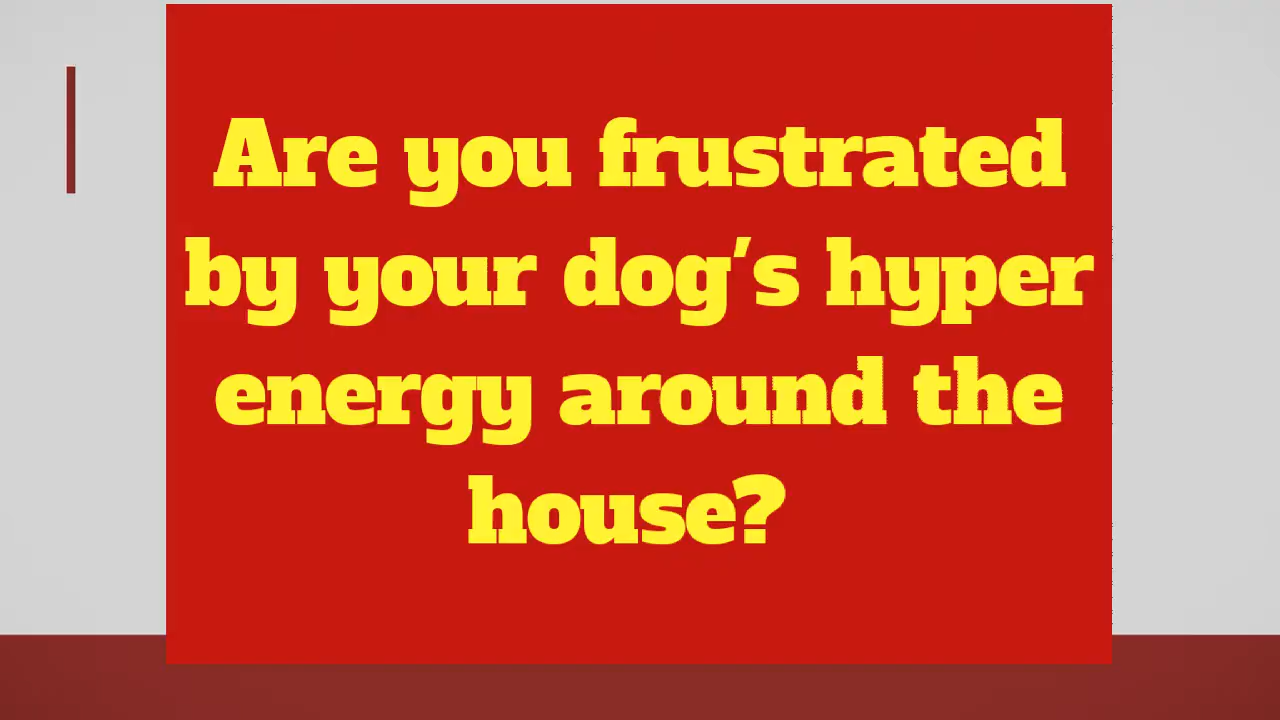 Are you frustrated
by your dog’s hyper
energy around the
house?